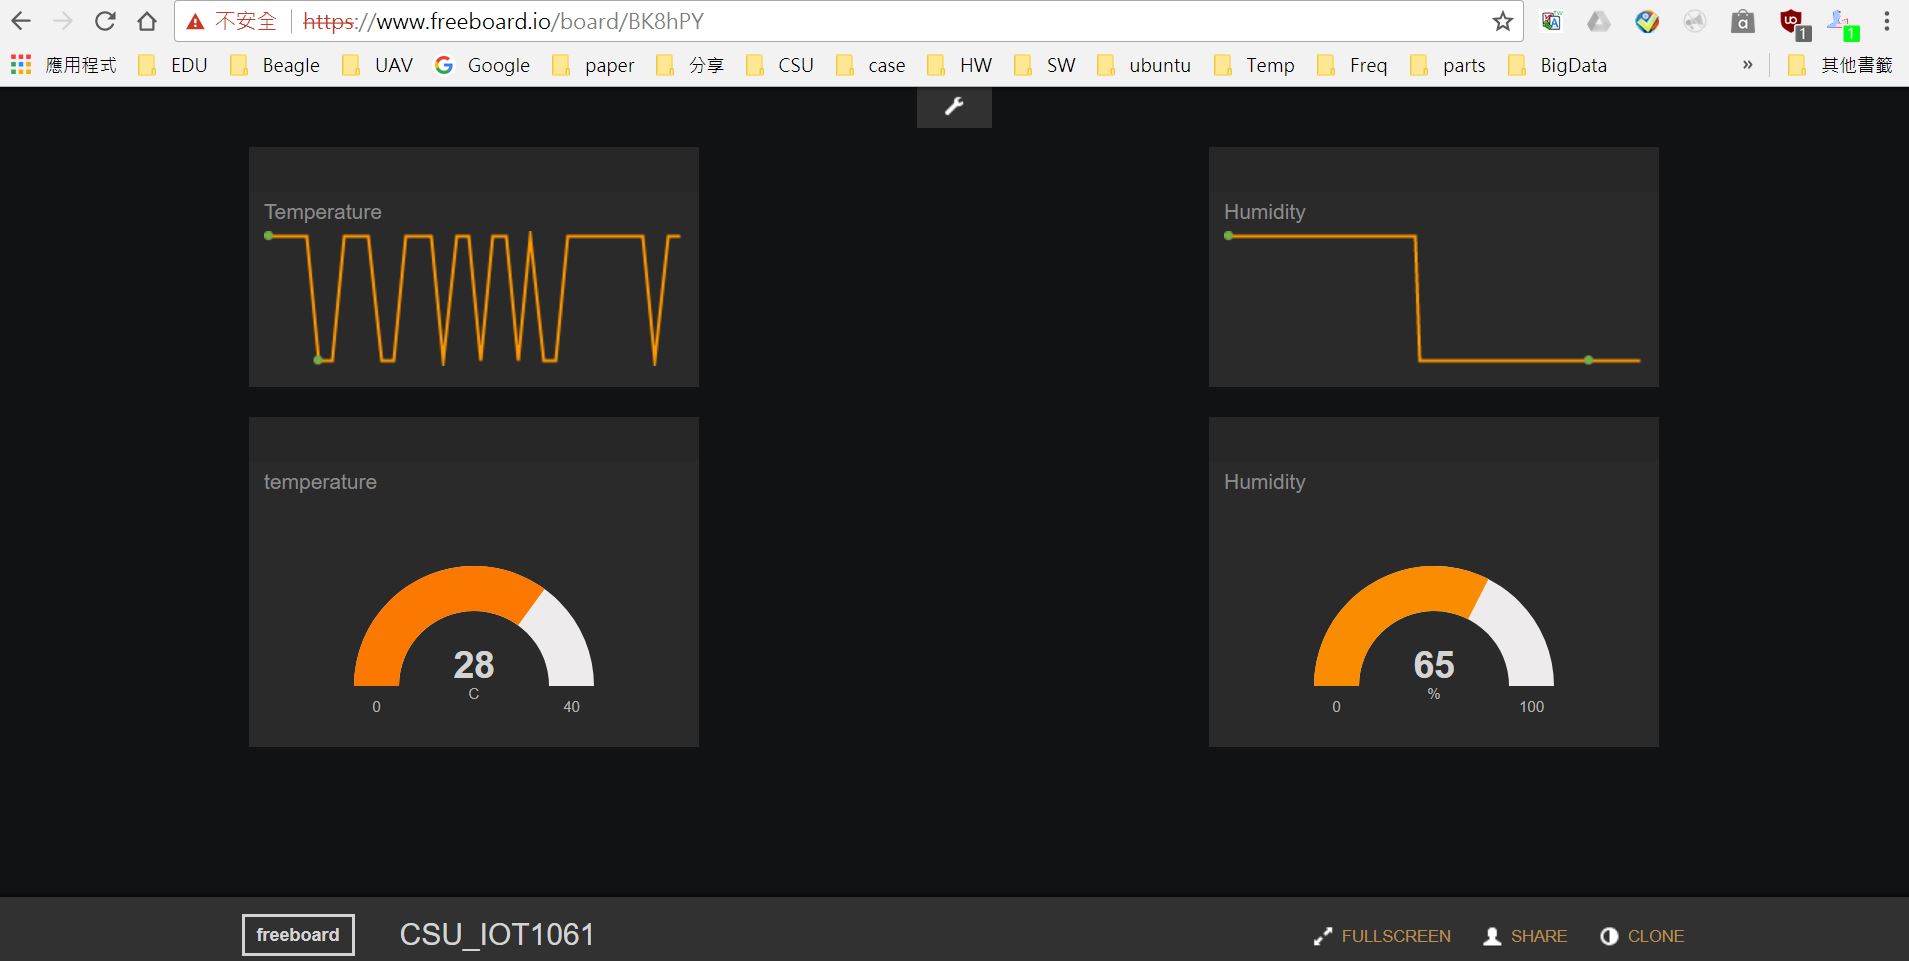 不安全 https://www.freeboard.io/board/BK8hPY
應用程式 EDU Beagle UAV Google paper 分享 CSU case HW SW ubuntu Temp Freq parts BigData » 其他書籤
Temperature
Humidity
temperature
28
C
0 40
Humidity
65
%
0 100
freeboard CSU_IOT1061 FULLSCREEN SHARE CLONE